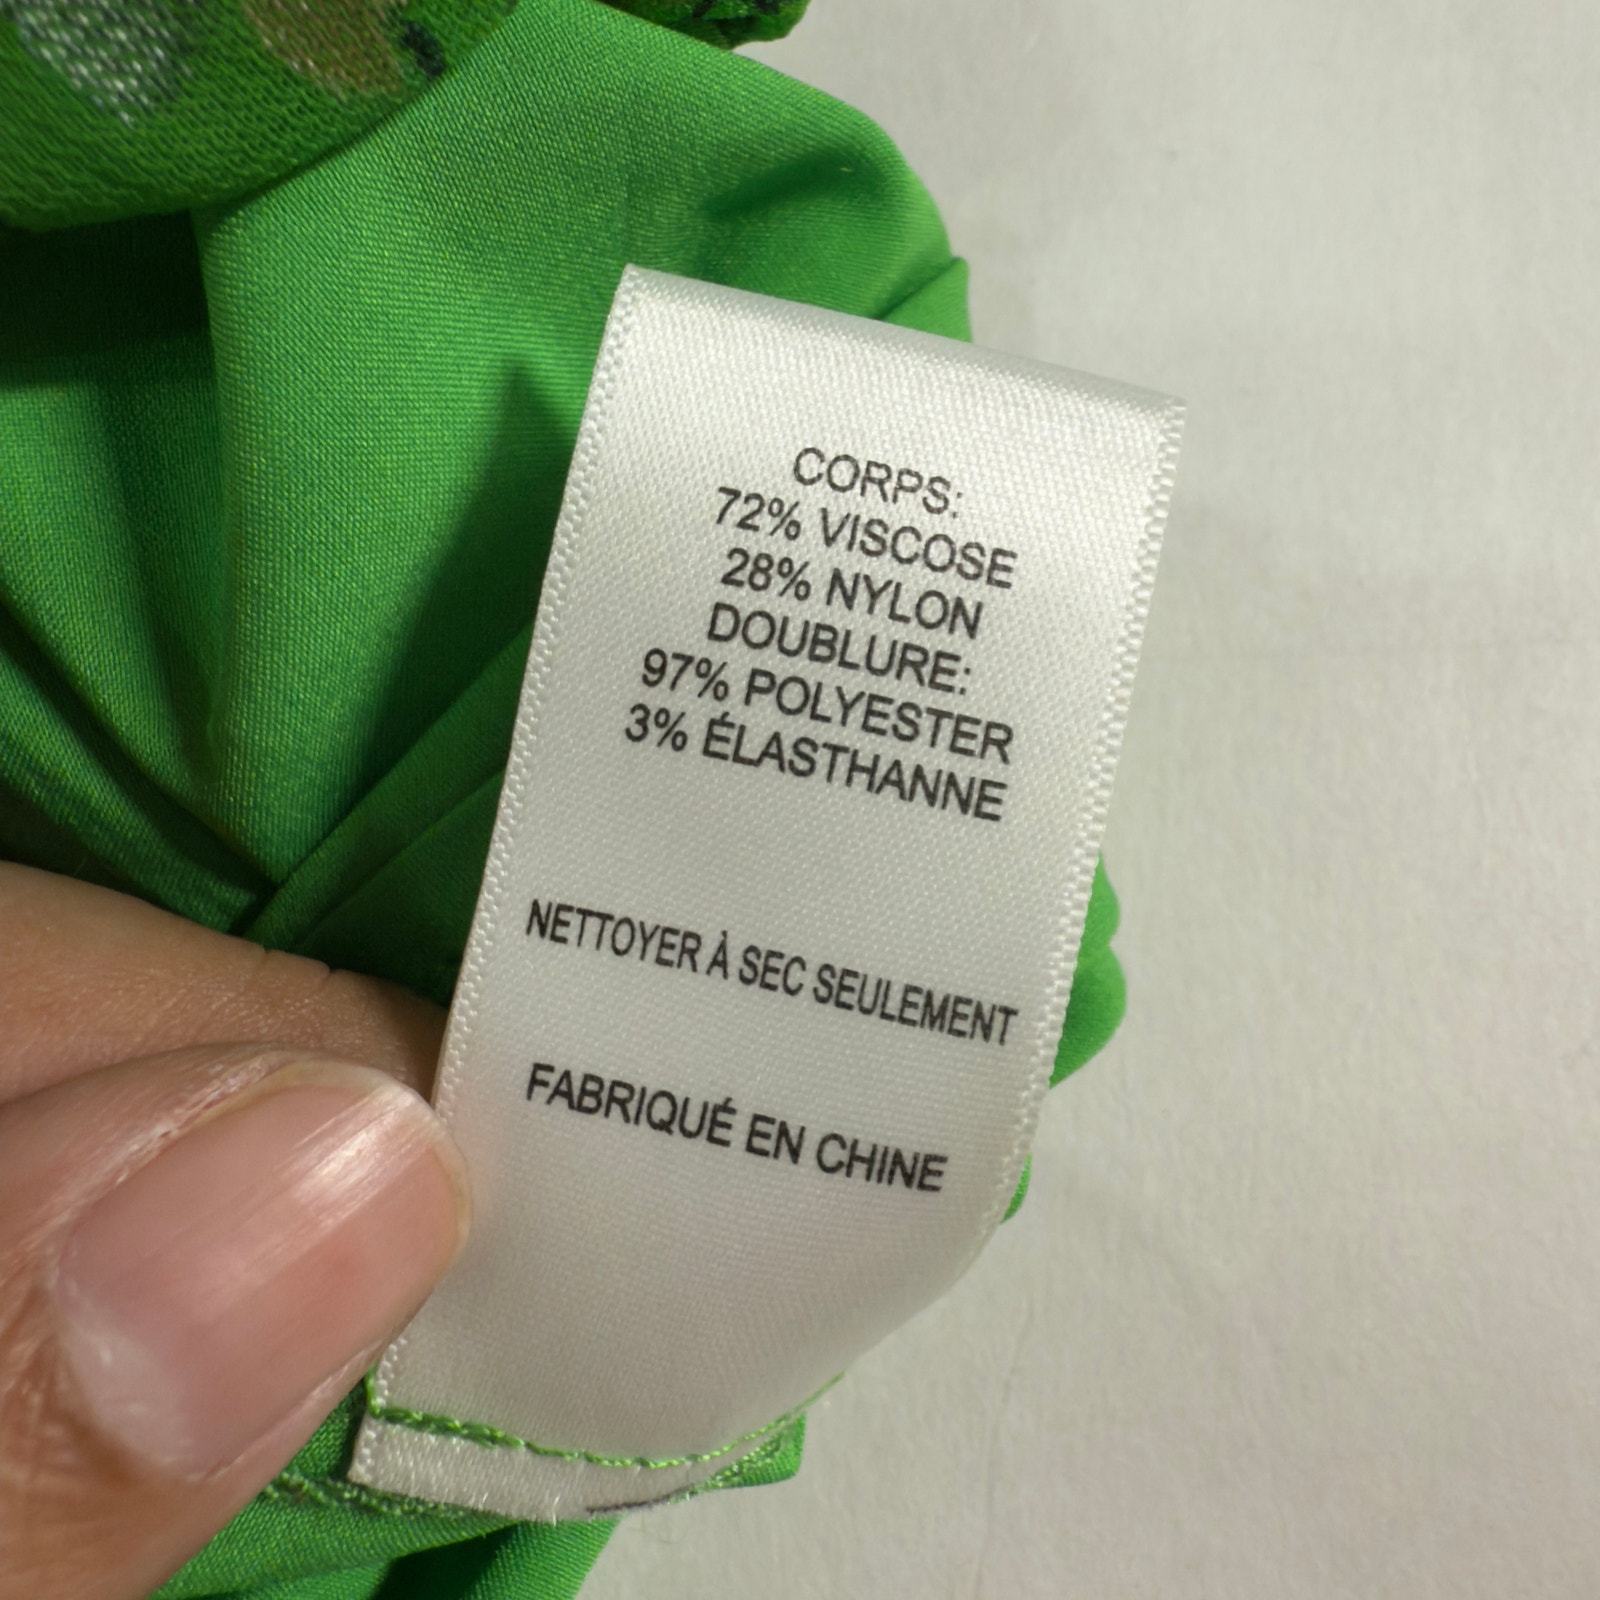 CORPS:
72% VISCOSE
28% NYLON
DOUBLURE:
97% POLYESTER
3% ÉLASTHANNE
NETTOYER À SEC SEULEMENT
FABRIQUÉ EN CHINE